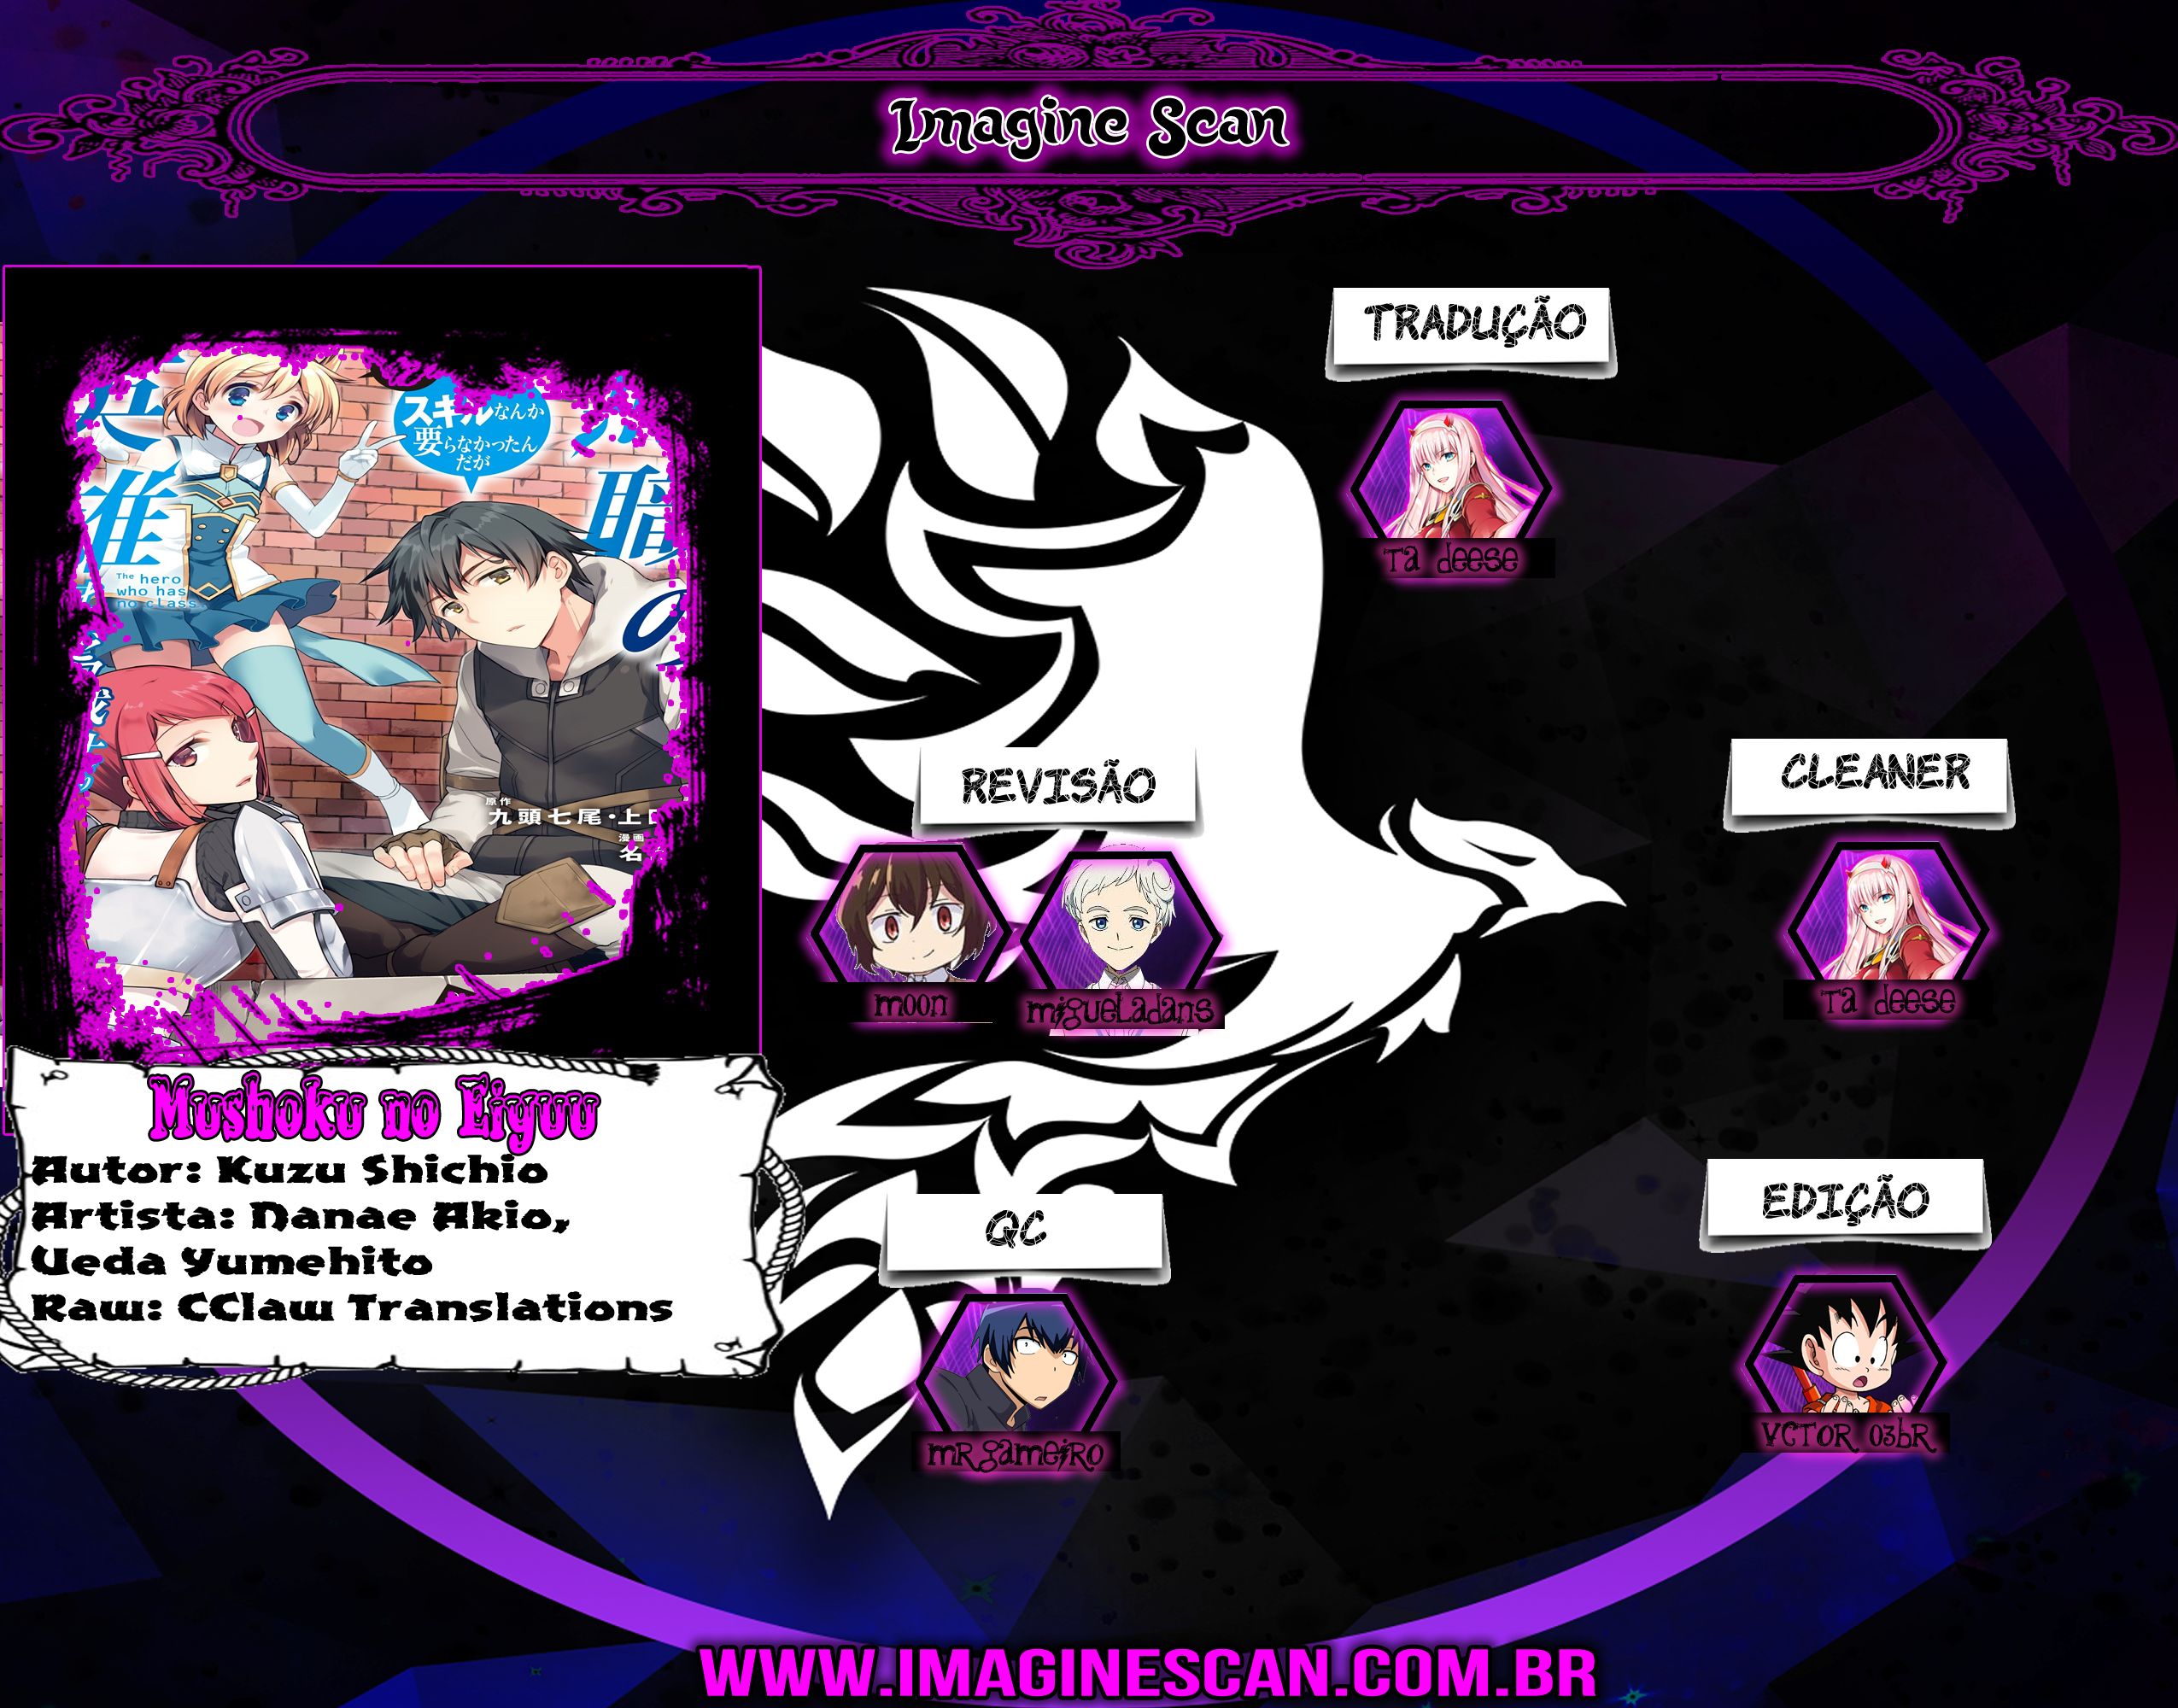 Imagine Scan
TRADUÇÃO
Ta deese
スキルなんか
要らなかったん
だが
The hero
who has
no class
原作
九頭七尾・上
漫画
名
REVISÃO
moon
migueladans
CLEANER
Ta deese
Mushoku no Eiyuu
Autor: Kuzu Shichio
Artista: Nanae Akio,
Ueda Yumehito
Raw: CClaw Translations
QC
mr gameiro
EDIÇÃO
VCTOR 03bR
WWW.IMAGINESCAN.COM.BR